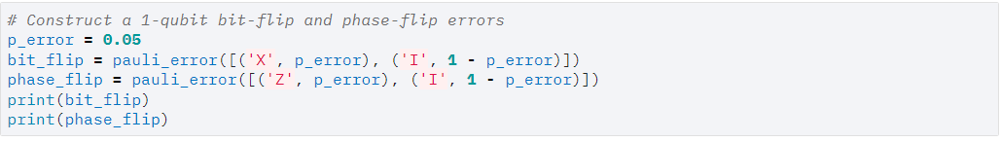 # Construct a 1-qubit bit-flip and phase-flip errors
p_error = 0.05
bit_flip = pauli_error([('X', p_error), ('I', 1 - p_error)])
phase_flip = pauli_error([('Z', p_error), ('I', 1 - p_error)])
print(bit_flip)
print(phase_flip)